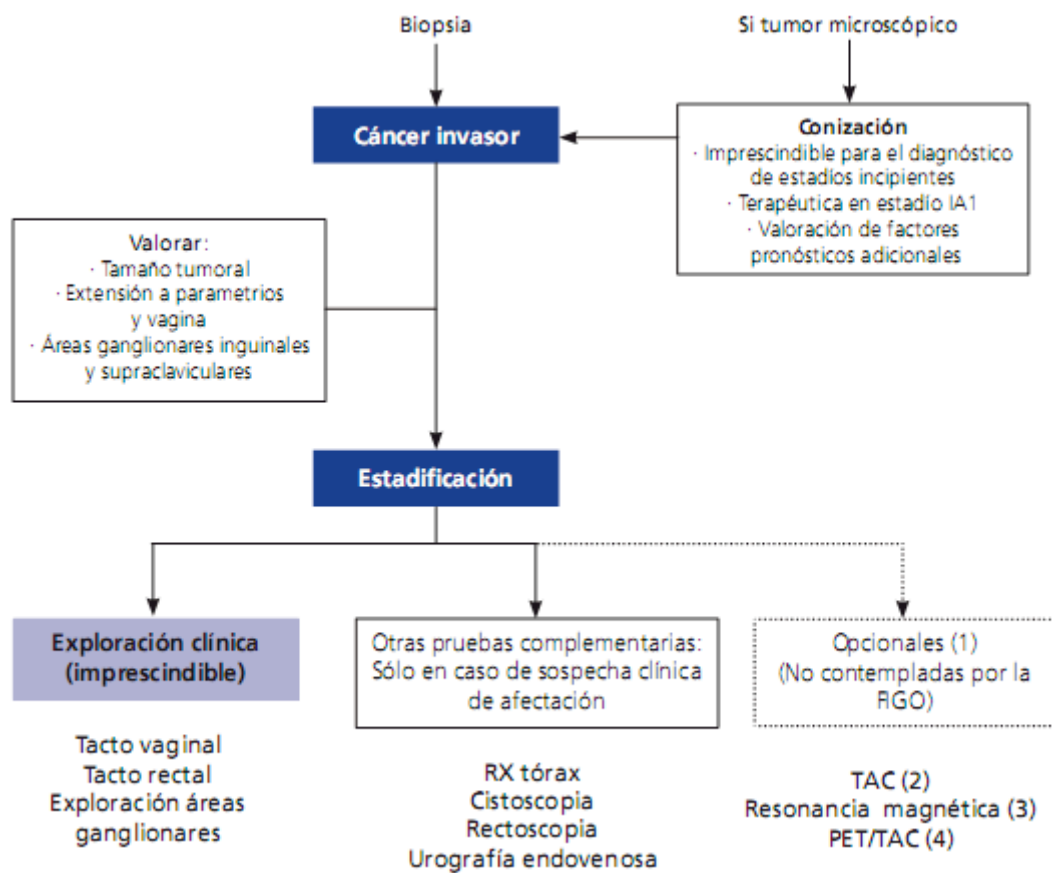 Biopsia
Si tumor microscópico
Cáncer invasor
Conización
· Imprescindible para el diagnóstico
de estadíos incipientes
· Terapéutica en estadio IA1
· Valoración de factores
pronósticos adicionales
Valorar:
· Tamaño tumoral
· Extensión a parametrios
y vagina
· Áreas ganglionares inguinales
y supraclaviculares
Estadificación
Exploración clínica
(imprescindible)
Tacto vaginal
Tacto rectal
Exploración áreas
ganglionares
Otras pruebas complementarias:
Sólo en caso de sospecha clínica
de afectación
RX tórax
Cistoscopia
Rectoscopia
Urografía endovenosa
Opcionales (1)
(No contempladas por la
FIGO)
TAC (2)
Resonancia magnética (3)
PET/TAC (4)